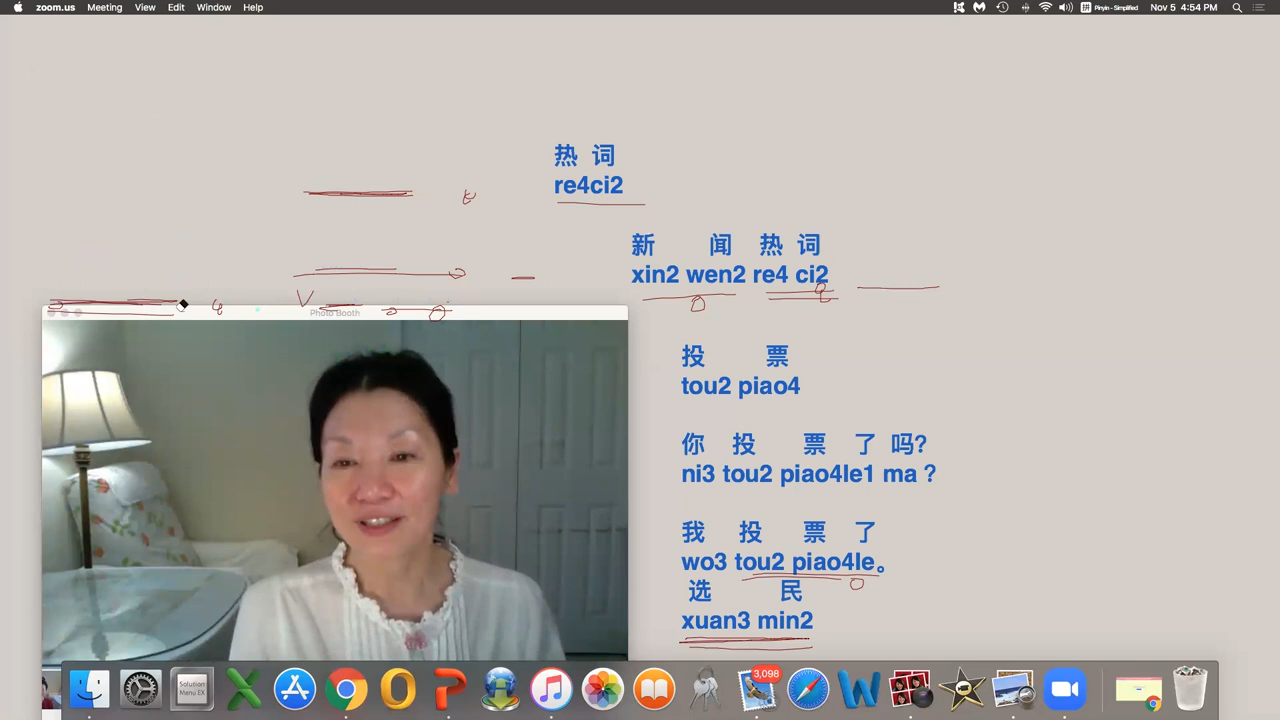 zoom.us Meeting View Edit Window Help
拼 Pinyin - Simplified Nov 5 4:54 PM
热 词
re4ci2
新 闻 热 词
xin2 wen2 re4 ci2
Photo Booth
投 票
tou2 piao4
你 投 票 了 吗?
ni3 tou2 piao4le1 ma ?
我 投 票 了
wo3 tou2 piao4le。
选 民
xuan3 min2
Solution
Menu EX
3,098